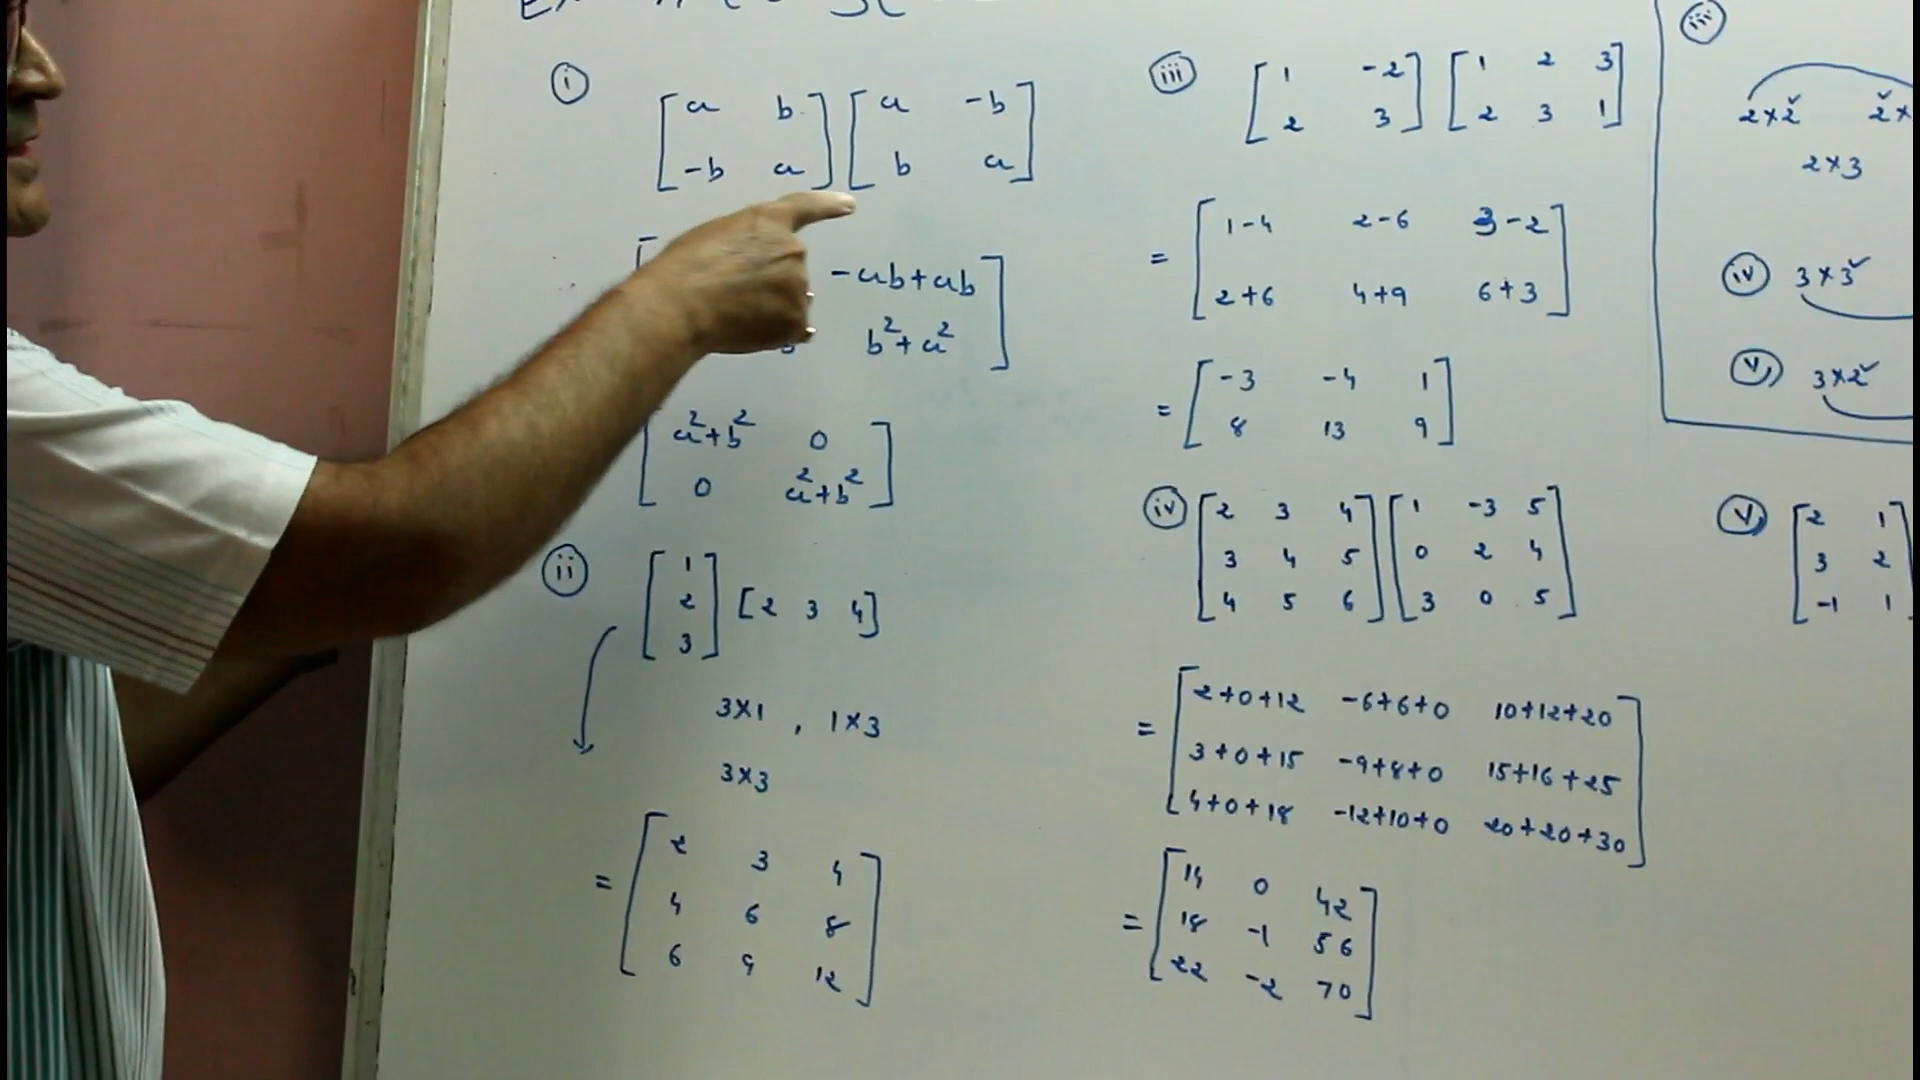 i
a b a -b
-b a b a
-ab+ab
b²+a²
a²+b² 0
0 a²+b²
ii
1
2 [2 3 4]
3
3×1 , 1×3
3×3
2 3 4
= 4 6 8
6 9 12
iii
1 -2 1 2 3
2 3 2 3 1
1-4 2-6 3-2
=
2+6 4+9 6+3
= -3 -4 1
8 13 9
iv
2 3 4 1 -3 5
3 4 5 0 2 4
4 5 6 3 0 5
2+0+12 -6+6+0 10+12+20
= 3+0+15 -9+8+0 15+16+25
4+0+18 -12+10+0 20+20+30
14 0 42
= 18 -1 56
22 -2 70
iii
2×2 2×
2×3
iv 3×3
v 3×2
v
2 1
3 2
-1 1